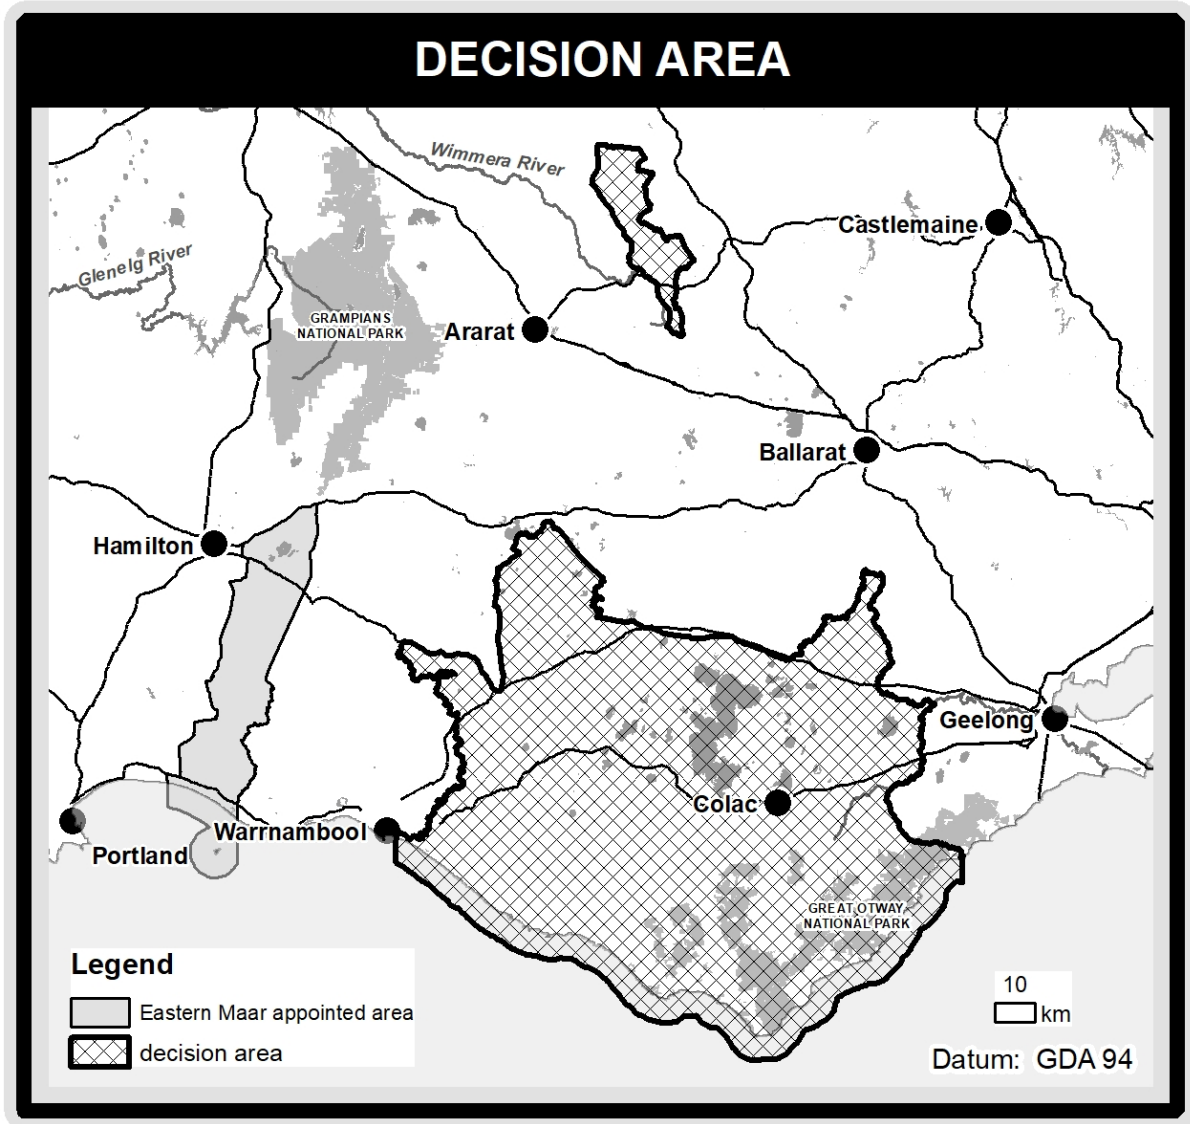 DECISION AREA
Wimmera River
Castlemaine
Glenelg River
GRAMPIANS
NATIONAL PARK
Ararat
Ballarat
Hamilton
Geelong
Colac
Warrnambool
Portland
GREAT OTWAY
NATIONAL PARK
Legend
Eastern Maar appointed area
decision area
10
km
Datum: GDA 94